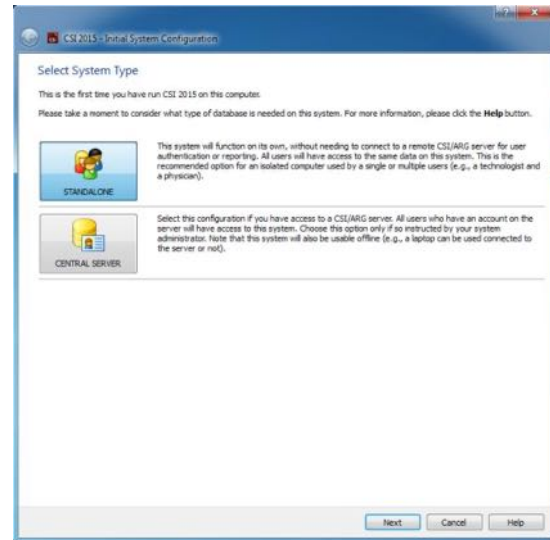 CSI 2015 - Initial System Configuration
Select System Type
This is the first time you have run CSI 2015 on this computer.
Please take a moment to consider what type of database is needed on this system. For more information, please click the Help button.
This system will function on its own, without needing to connect to a remote CSI/ARG server for user
authentication or reporting. All users will have access to the same data on this system. This is the
recommended option for an isolated computer used by a single or multiple users (e.g., a technologist and
a physician).
STANDALONE
Select this configuration if you have access to a CSI/ARG server. All users who have an account on the
server will have access to this system. Choose this option only if so instructed by your system
administrator. Note that this system will also be usable offline (e.g., a laptop can be used connected to
the server or not).
CENTRAL SERVER
Next
Cancel
Help